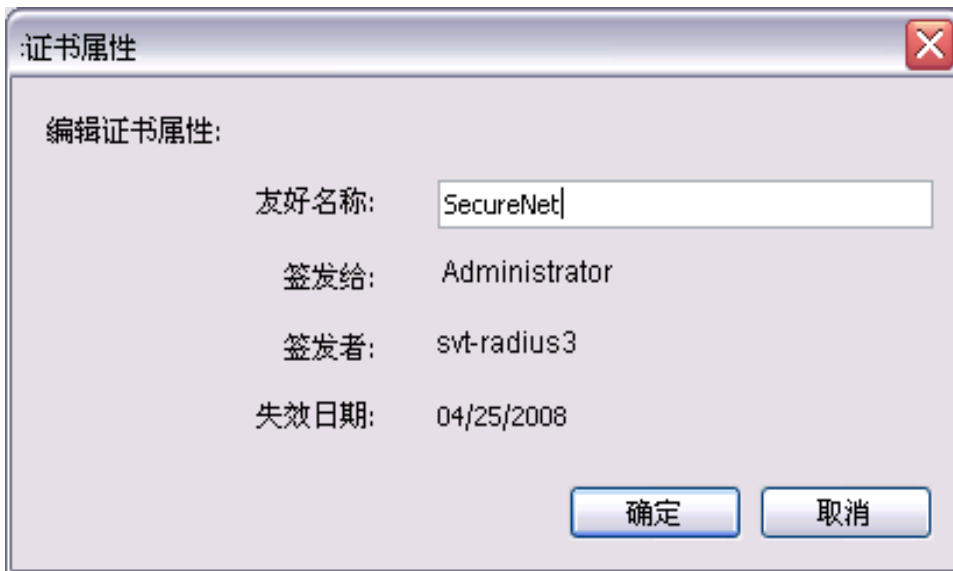 证书属性
编辑证书属性:
友好名称: SecureNet
签发给: Administrator
签发者: svt-radius3
失效日期: 04/25/2008
确定 取消